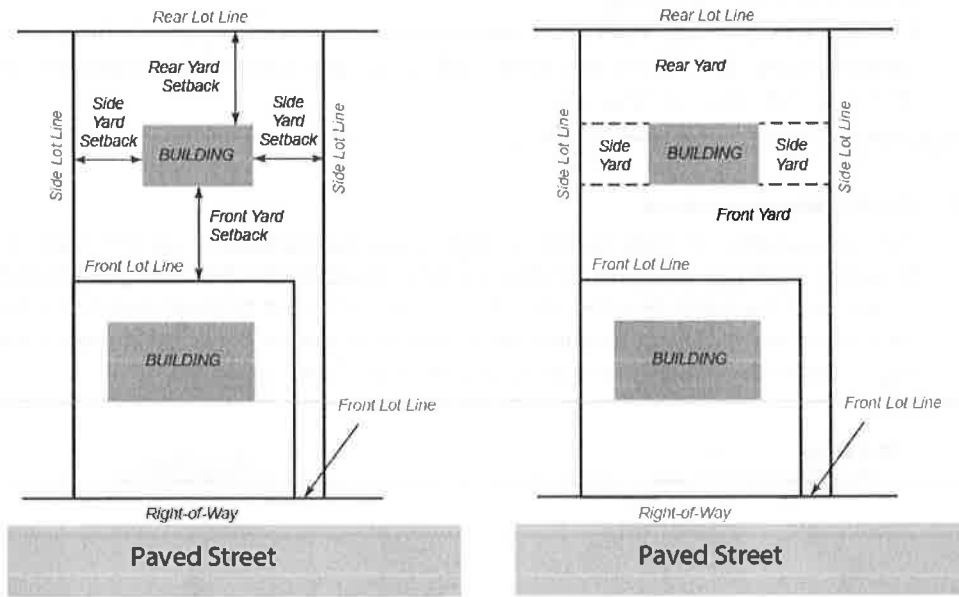 Rear Lot Line
Rear Yard
Setback
Side
Yard
Setback
Side
Yard
Setback
Side Lot Line
Side Lot Line
BUILDING
Front Yard
Setback
Front Lot Line
BUILDING
Front Lot Line
Right-of-Way
Paved Street
Rear Lot Line
Rear Yard
Side Lot Line
Side Lot Line
Side
Yard
BUILDING
Side
Yard
Front Yard
Front Lot Line
BUILDING
Front Lot Line
Right-of-Way
Paved Street